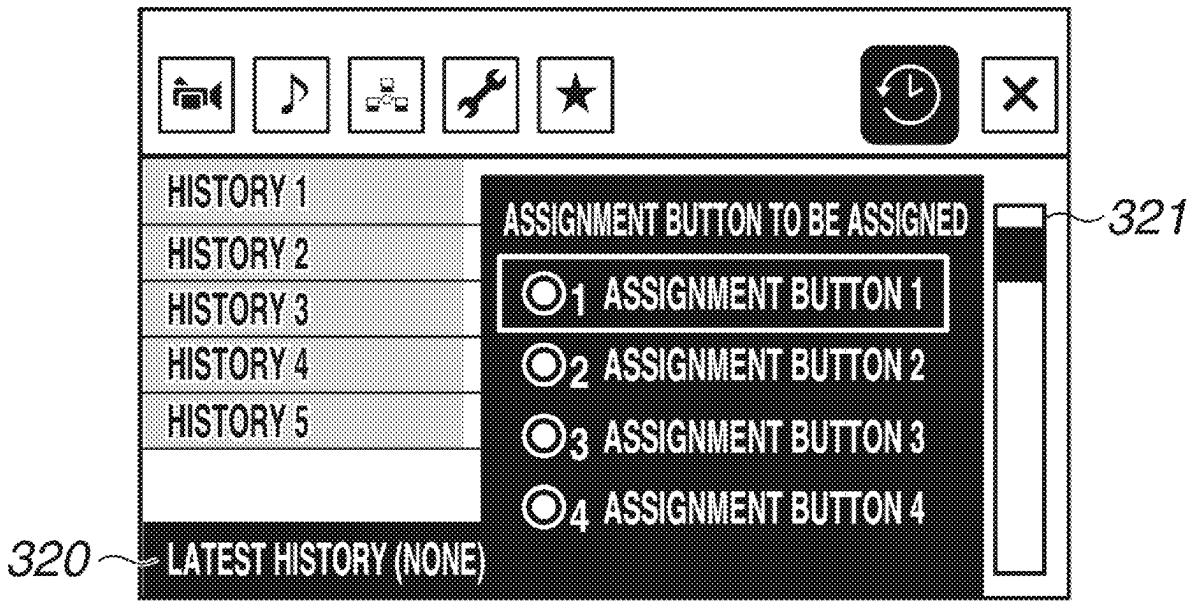 HISTORY 1
HISTORY 2
HISTORY 3
HISTORY 4
HISTORY 5
LATEST HISTORY (NONE)
ASSIGNMENT BUTTON TO BE ASSIGNED
1 ASSIGNMENT BUTTON 1
2 ASSIGNMENT BUTTON 2
3 ASSIGNMENT BUTTON 3
4 ASSIGNMENT BUTTON 4
321
320